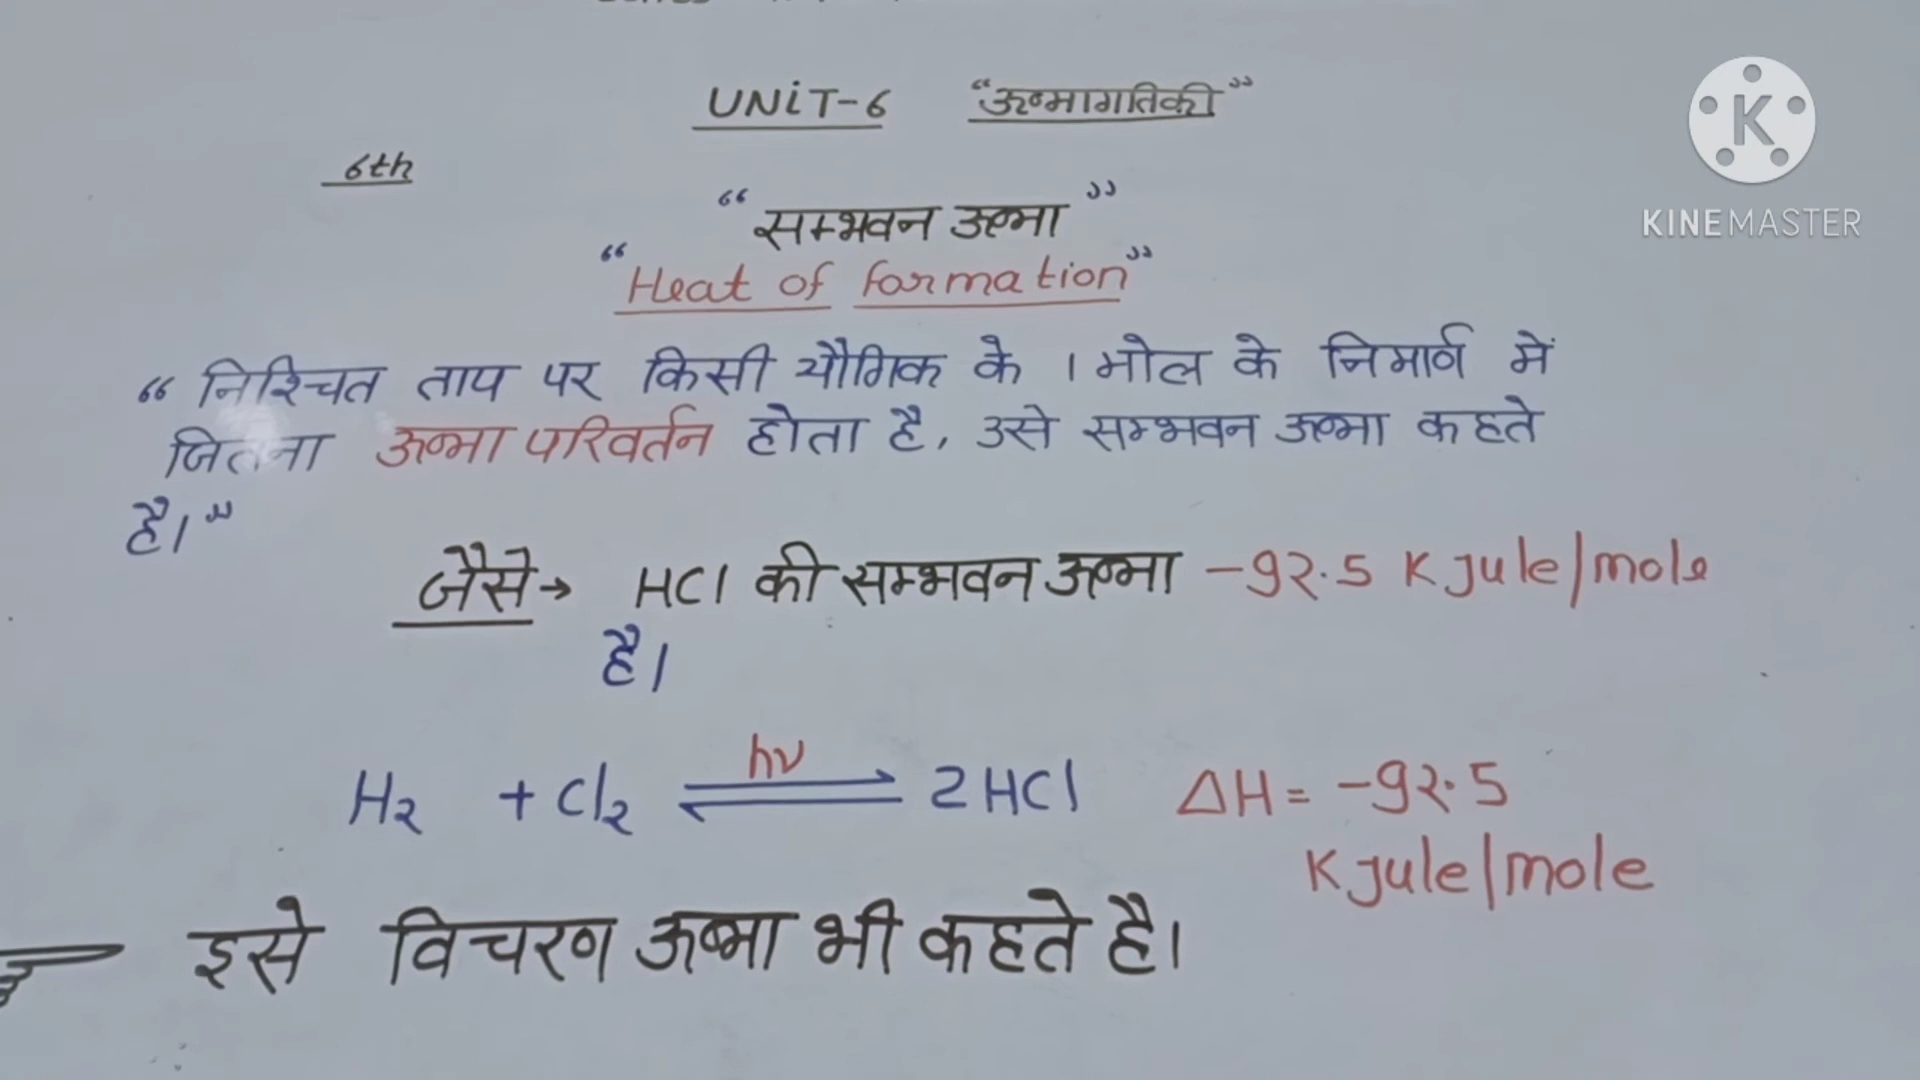 UNIT-6 "ऊष्मागतिकी"
6th
"सम्भवन ऊष्मा"
"Heat of formation"
"निश्चित ताप पर किसी यौगिक के 1 मोल के निमार्ण में
जितना ऊष्मा परिवर्तन होता है, उसे सम्भवन ऊष्मा कहते
है।"
जैसे→ HCl की सम्भवन ऊष्मा -92.5 K Jule/mole
है।
hν
H₂ + Cl₂ ⇌ 2HCl ΔH = -92.5
K Jule/mole
इसे विचरण ऊष्मा भी कहते है।
K
KINEMASTER